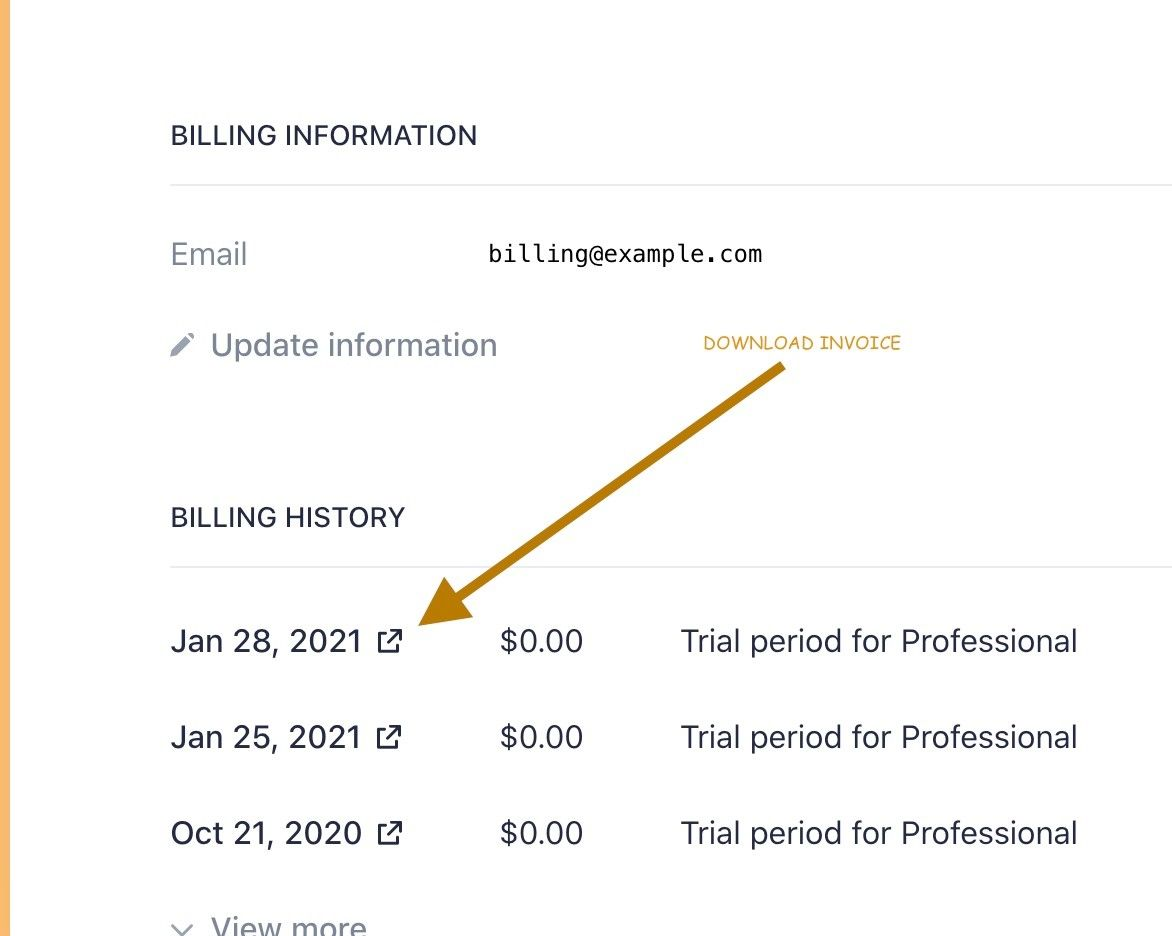 BILLING INFORMATION
Email billing@example.com
Update information
DOWNLOAD INVOICE
BILLING HISTORY
Jan 28, 2021 $0.00 Trial period for Professional
Jan 25, 2021 $0.00 Trial period for Professional
Oct 21, 2020 $0.00 Trial period for Professional
View more